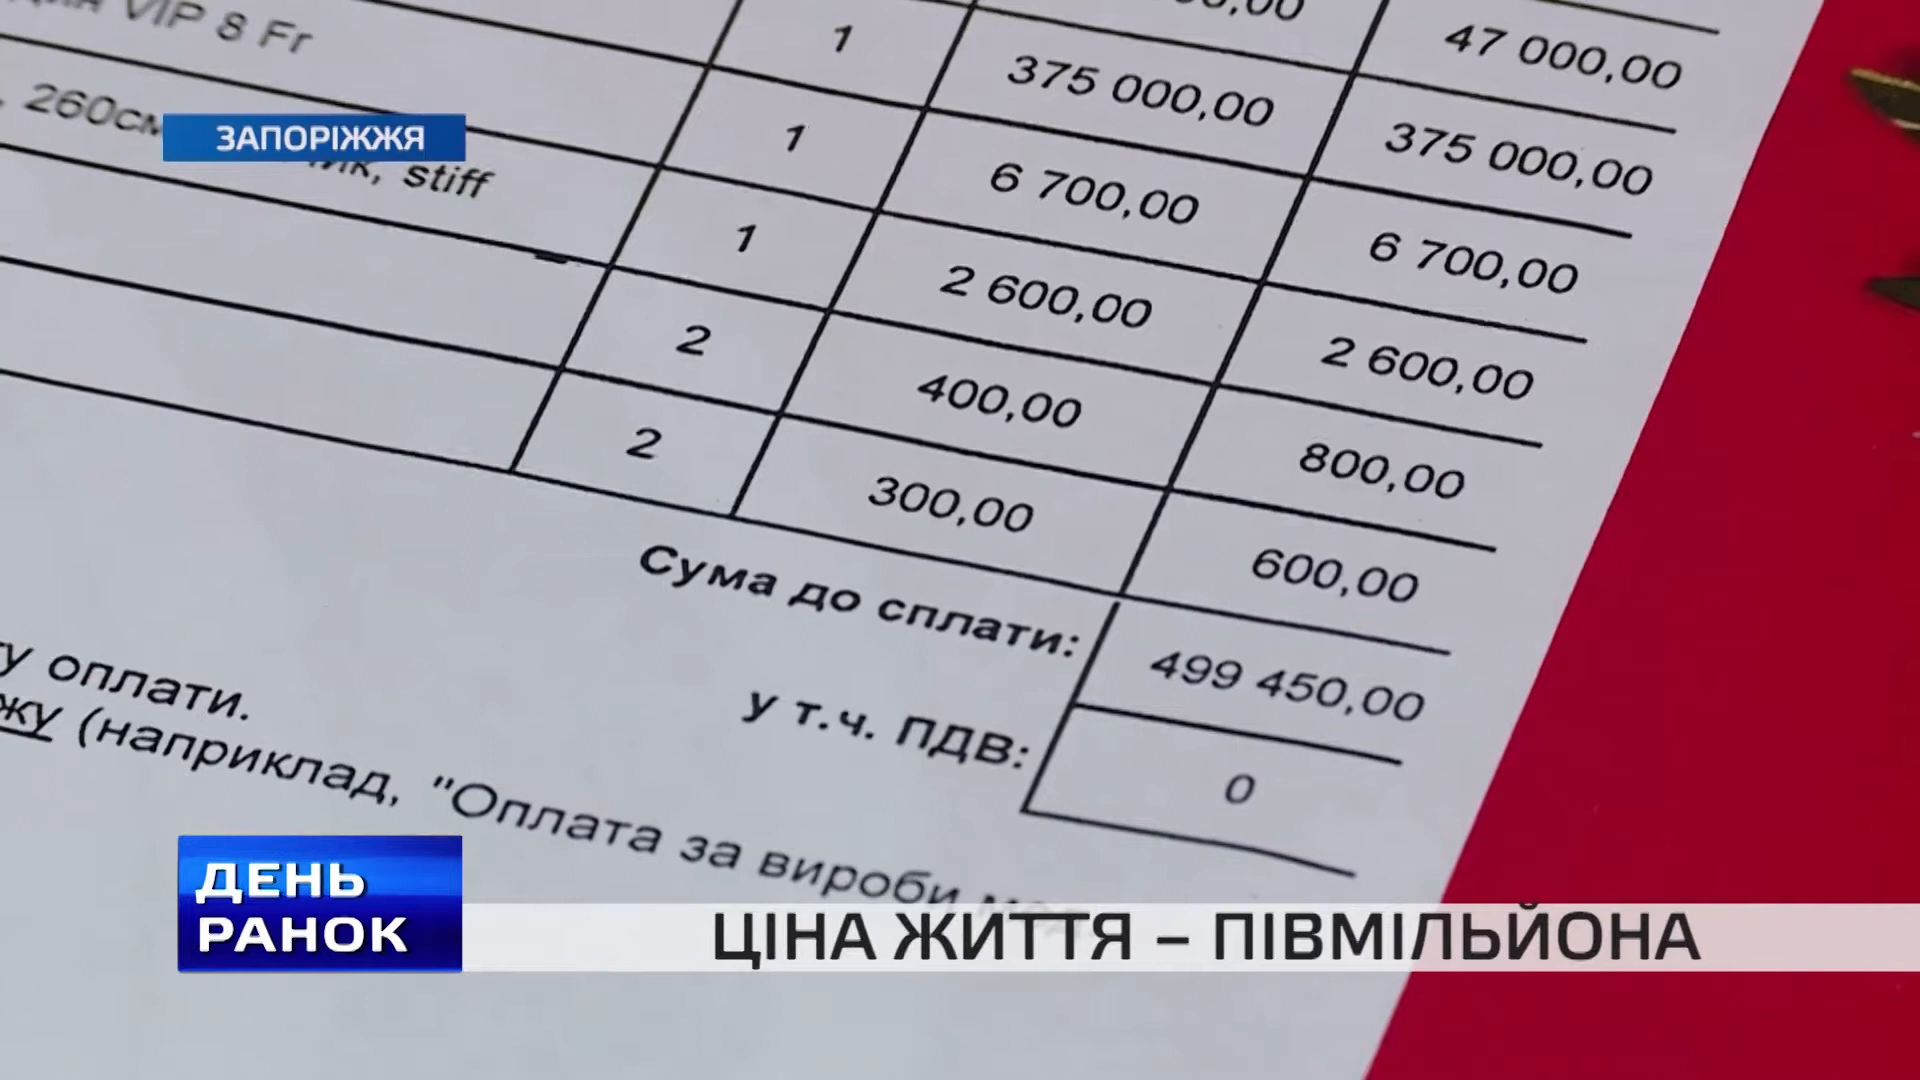 VIP 8 Fr
1
47 000,00
1
375 000,00
375 000,00
260см
stiff
1
6 700,00
6 700,00
2
2 600,00
2 600,00
2
400,00
800,00
300,00
600,00
Сума до сплати:
499 450,00
у т.ч. ПДВ:
0
оплати.
(наприклад, "Оплата за вироби
ЗАПОРІЖЖЯ
ДЕНЬ
РАНОК
ЦІНА ЖИТТЯ – ПІВМІЛЬЙОНА